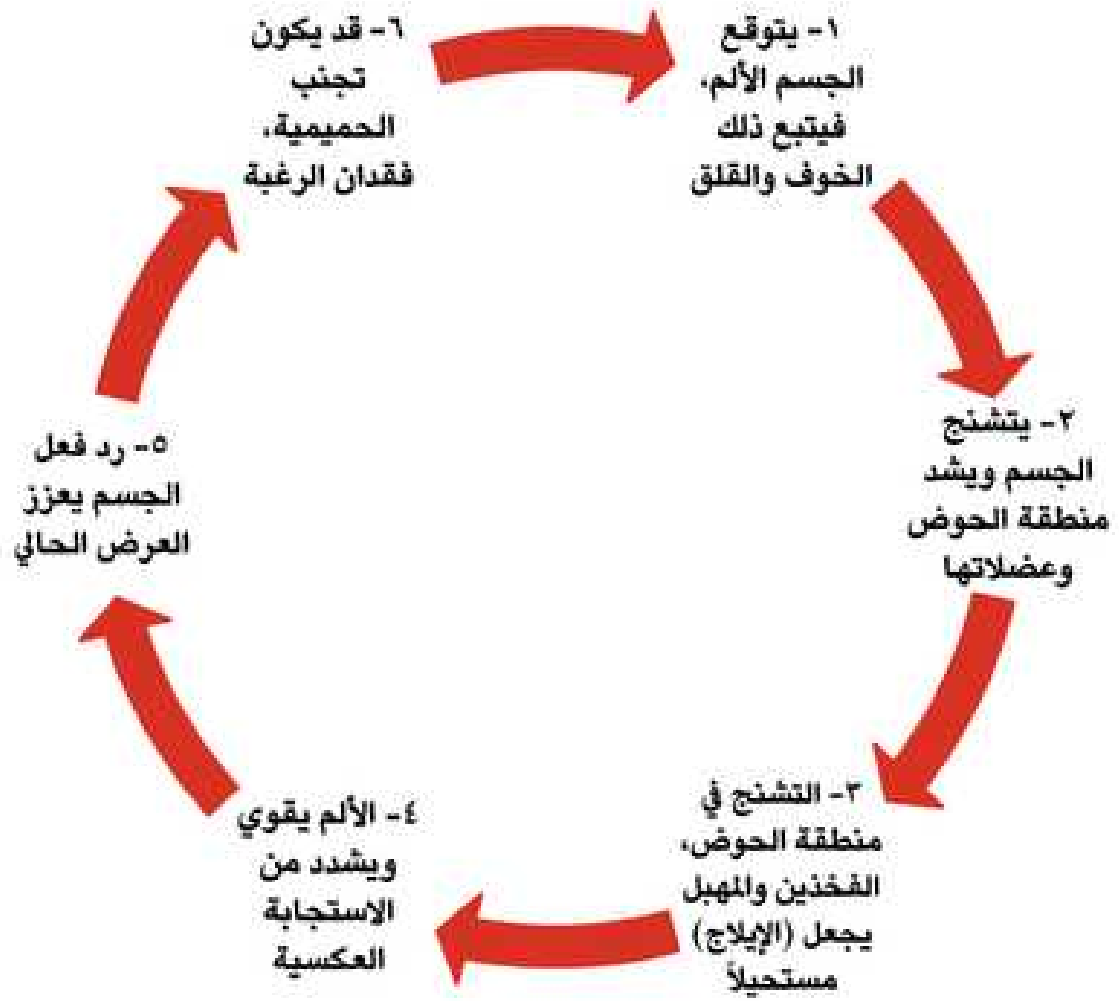 ١- يتوقع
الجسم الألم،
فيتبع ذلك
الخوف والقلق
٢- يتشنج
الجسم ويشد
منطقة الحوض
وعضلاتها
٣- التشنج في
منطقة الحوض،
الفخذين والمهبل
يجعل (الإيلاج)
مستحيلاً
٤- الألم يقوي
ويشدد من
الاستجابة
العكسية
٥- رد فعل
الجسم يعزز
العرض الحالي
٦- قد يكون
تجنب
الحميمية،
فقدان الرغبة